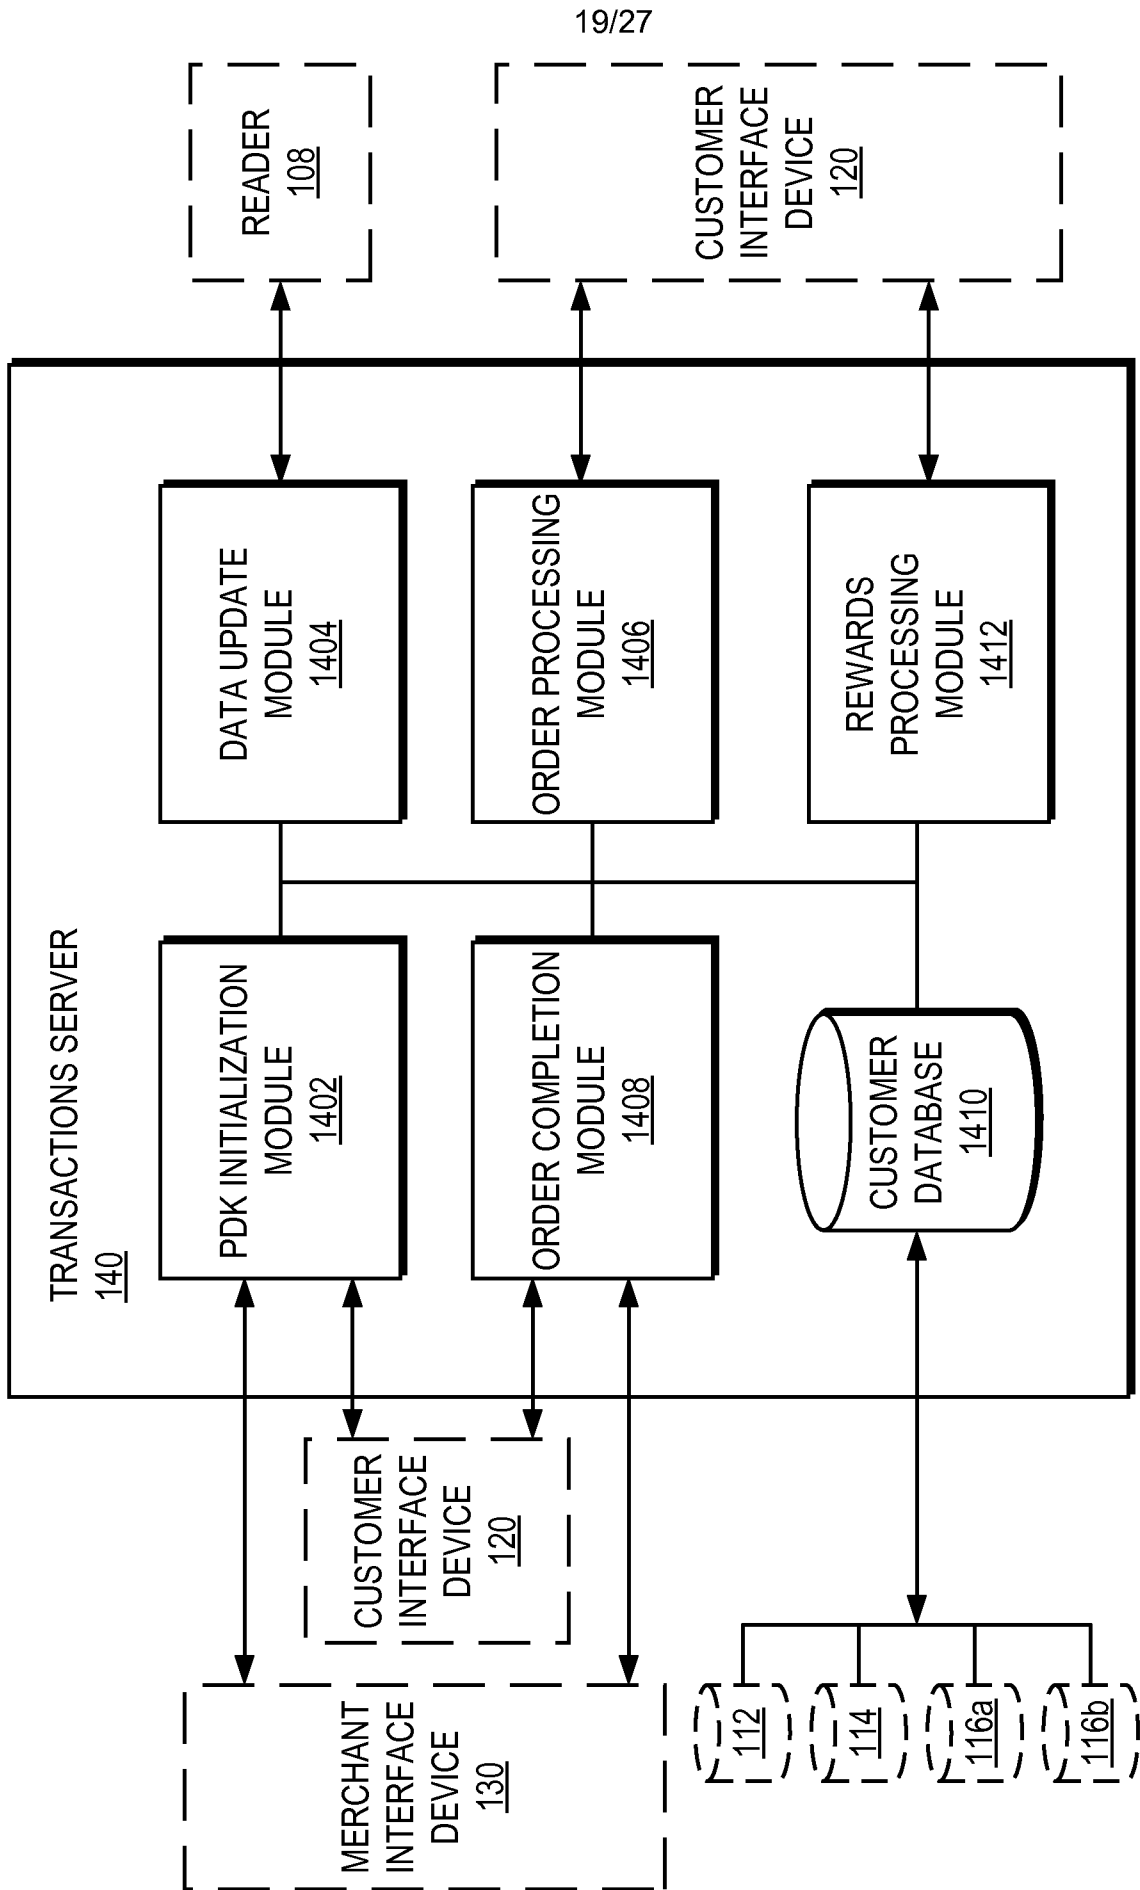 19/27
TRANSACTIONS SERVER
140
MERCHANT
INTERFACE
DEVICE
130
CUSTOMER
INTERFACE
DEVICE
120
PDK INITIALIZATION
MODULE
1402
DATA UPDATE
MODULE
1404
READER
108
ORDER COMPLETION
MODULE
1408
ORDER PROCESSING
MODULE
1406
CUSTOMER
INTERFACE
DEVICE
120
112
114
116a
116b
CUSTOMER
DATABASE
1410
REWARDS
PROCESSING
MODULE
1412